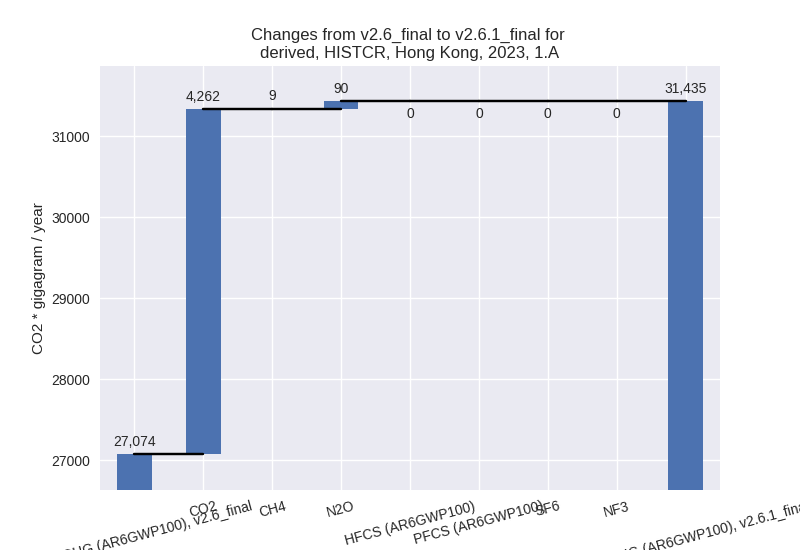 Changes from v2.6_final to v2.6.1_final for
derived, HISTCR, Hong Kong, 2023, 1.A
CO2 * gigagram / year
31000
30000
29000
28000
27000
27,074
4,262
9
90
0
0
0
0
31,435
(AR6GWP100), v2.6_final
CO2
CH4
N2O
HFCS (AR6GWP100)
PFCS (AR6GWP100)
SF6
NF3
(AR6GWP100), v2.6.1_final